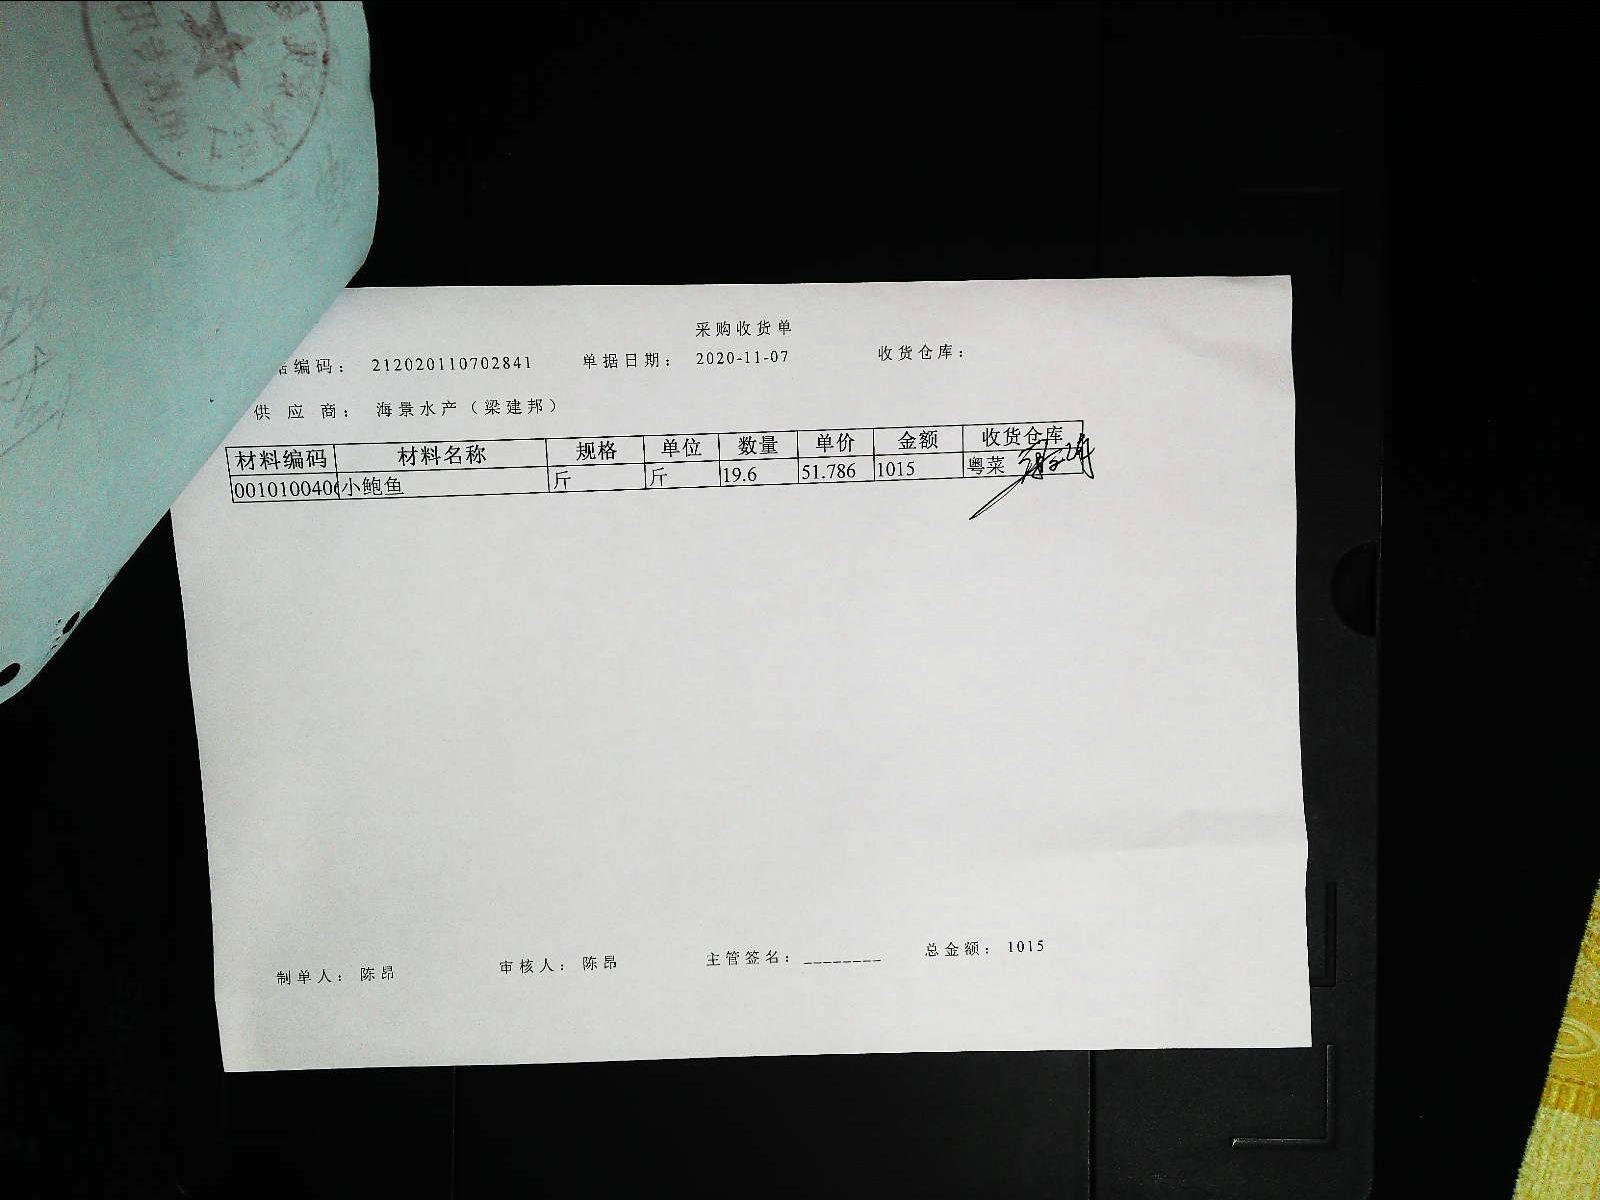 采购收货单
编码： 212020110702841 单据日期： 2020-11-07 收货仓库：
供 应 商： 海景水产（梁建邦）
材料编码 材料名称 规格 单位 数量 单价 金额 收货仓库
0010100400 小鲍鱼 斤 斤 19.6 51.786 1015 粤菜
制单人： 陈昂 审核人： 陈昂 主管签名： ________ 总金额： 1015